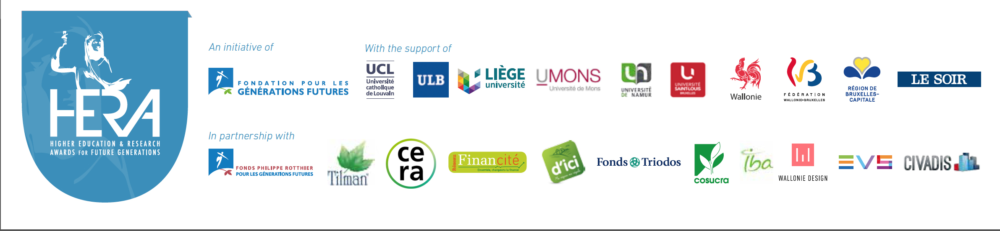 HERA
HIGHER EDUCATION & RESEARCH
AWARDS FOR FUTURE GENERATIONS
An initiative of
FONDATION POUR LES
GÉNÉRATIONS FUTURES
With the support of
UCL
Université
catholique
de Louvain
ULB
LIÈGE
université
UMONS
Université de Mons
UNIVERSITÉ
DE NAMUR
UNIVERSITÉ
SAINT-LOUIS
BRUXELLES
Wallonie
FÉDÉRATION
WALLONIE-BRUXELLES
RÉGION DE
BRUXELLES-
CAPITALE
LE SOIR
In partnership with
FONDS PHILIPPE ROTTHIER
POUR LES GÉNÉRATIONS FUTURES
Tilman
ce
ra
Réseau
Financité
Ensemble, changeons la finance
d'ici
Fonds Triodos
cosucra
iba
WALLONIE DESIGN
EVS
CIVADIS